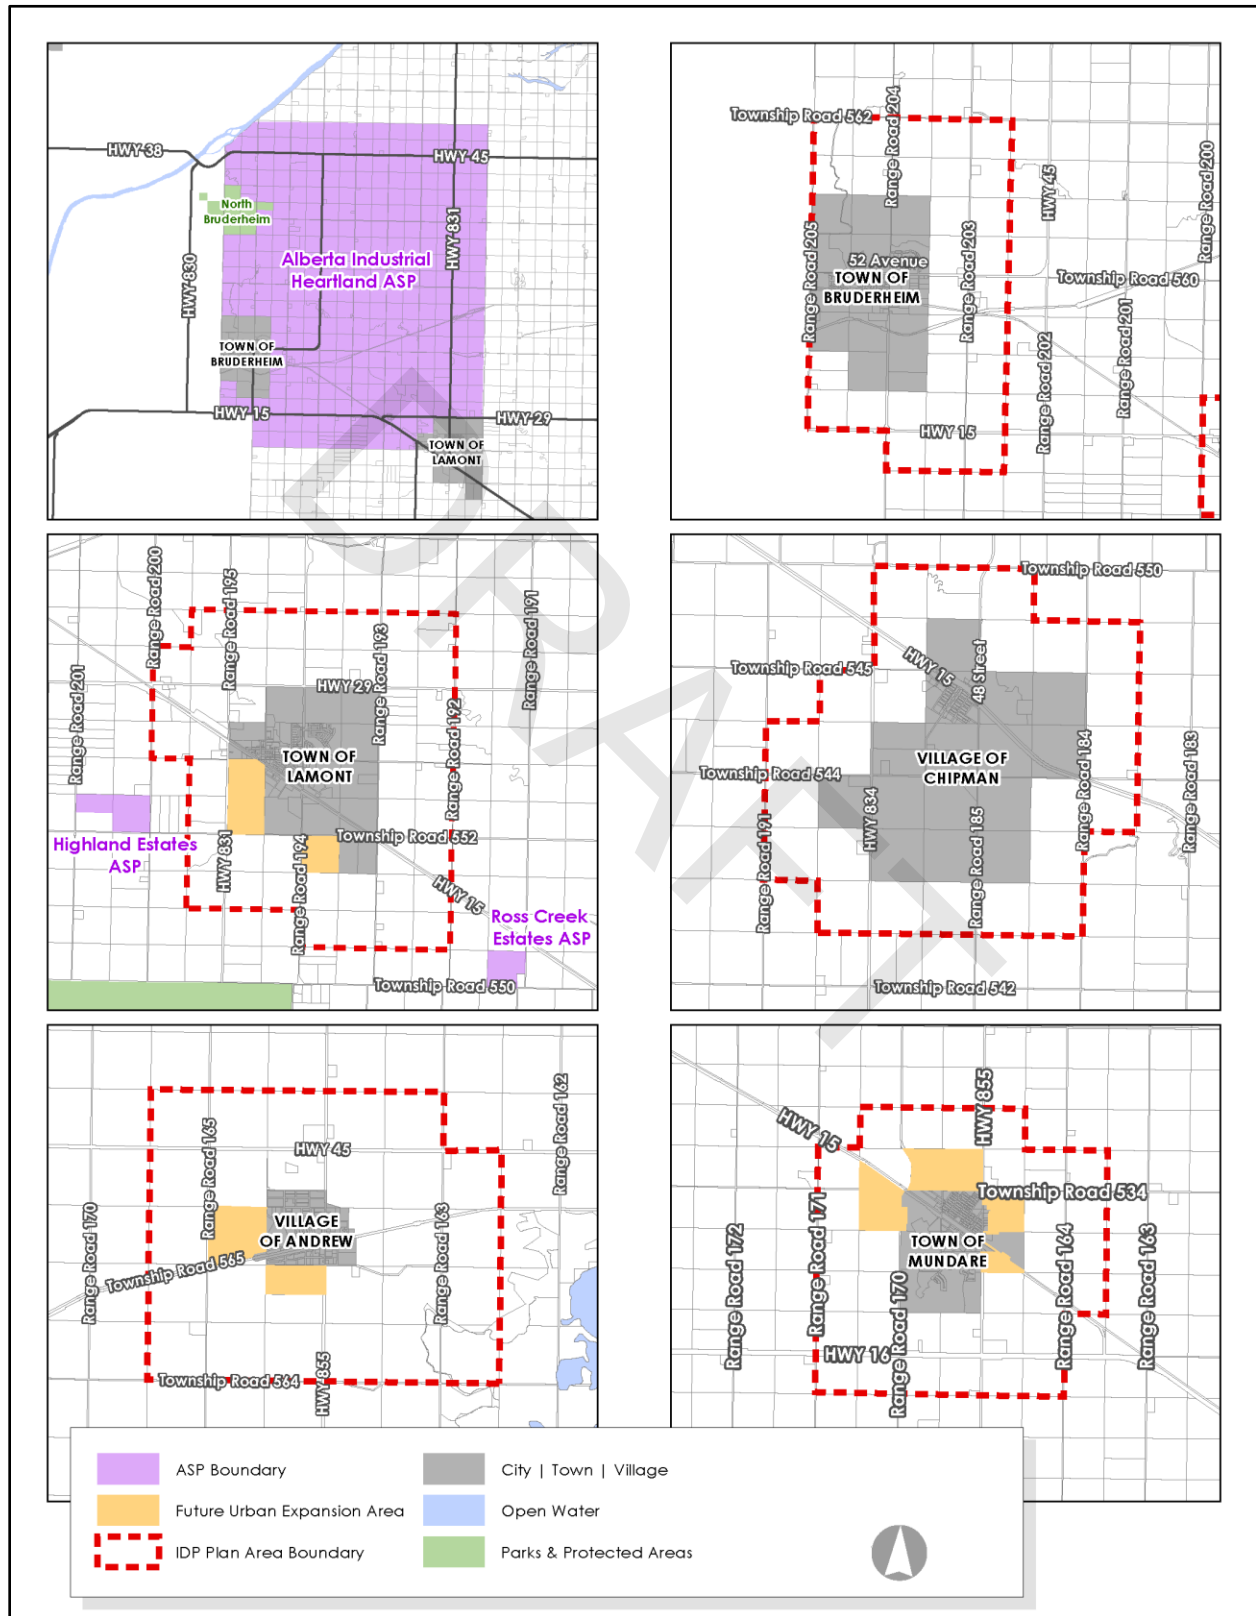 HWY 38
HWY 45
North
Bruderheim
HWY 831
Alberta Industrial
Heartland ASP
HWY 830
TOWN OF
BRUDERHEIM
HWY 15
HWY 29
TOWN OF
LAMONT
Township Road 562
Range Road 204
Range Road 200
HWY 45
Range Road 205
Range Road 203
52 Avenue
TOWN OF
BRUDERHEIM
Township Road 560
Range Road 201
Range Road 202
HWY 15
Range Road 200
Range Road 195
Range Road 191
Range Road 193
Range Road 201
HWY 29
Range Road 192
TOWN OF
LAMONT
Township Road 552
Highland Estates
ASP
HWY 831
Range Road 194
HWY 15
Ross Creek
Estates ASP
Township Road 550
Township Road 550
HWY 15
48 Street
Township Road 545
VILLAGE OF
CHIPMAN
Township Road 544
Range Road 184
Range Road 183
HWY 834
Range Road 191
Range Road 185
Township Road 542
Range Road 162
Range Road 165
HWY 45
Range Road 170
VILLAGE
OF ANDREW
Range Road 163
Township Road 565
Township Road 564
HWY 855
HWY 855
HWY 15
Township Road 534
Range Road 171
Range Road 172
TOWN OF
MUNDARE
Range Road 164
Range Road 163
Range Road 170
HWY 16
DRAFT
ASP Boundary
City | Town | Village
Future Urban Expansion Area
Open Water
IDP Plan Area Boundary
Parks & Protected Areas